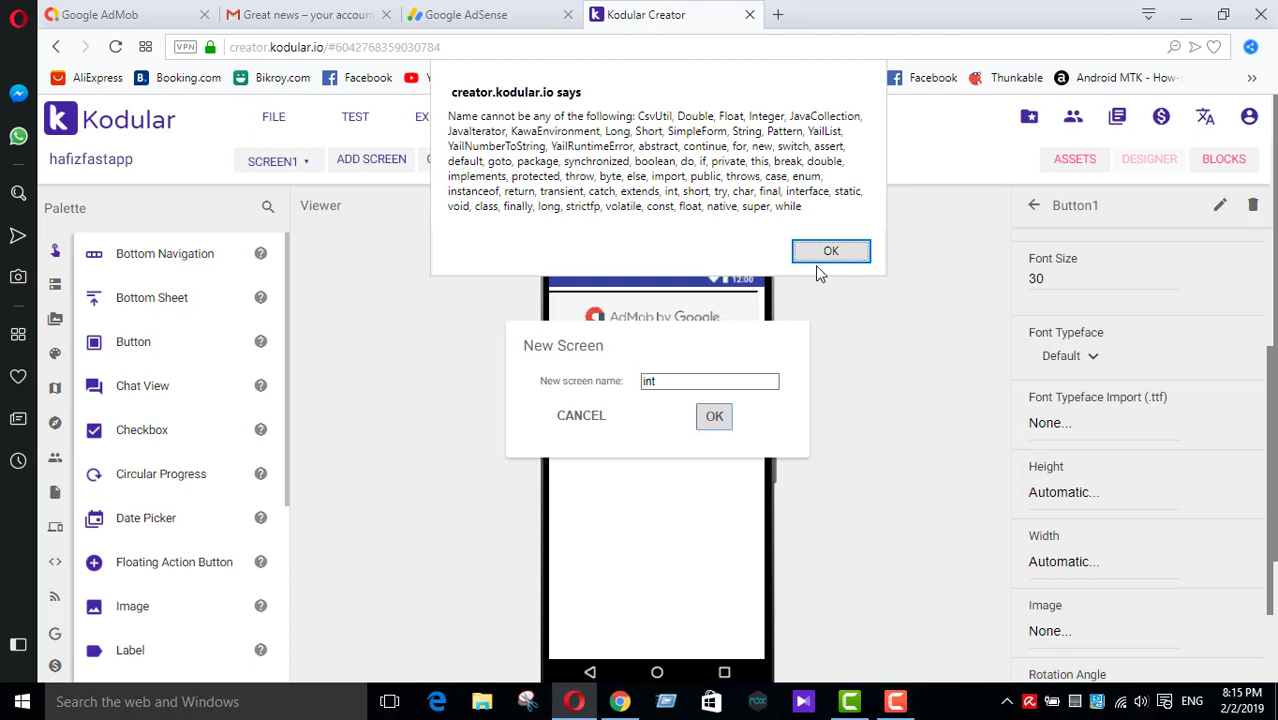 Google AdMob
Great news – your account
Google AdSense
Kodular Creator
VPN
creator.kodular.io/#6042768359030784
AliExpress
Booking.com
Bikroy.com
Facebook
Facebook
Thunkable
Android MTK - How-
Kodular
FILE
TEST
EX
hafizfastapp
SCREEN1
ADD SCREEN
ASSETS
DESIGNER
BLOCKS
creator.kodular.io says
Name cannot be any of the following: CsvUtil, Double, Float, Integer, JavaCollection,
JavaIterator, KawaEnvironment, Long, Short, SimpleForm, String, Pattern, YailList,
YailNumberToString, YailRuntimeError, abstract, continue, for, new, switch, assert,
default, goto, package, synchronized, boolean, do, if, private, this, break, double,
implements, protected, throw, byte, else, import, public, throws, case, enum,
instanceof, return, transient, catch, extends, int, short, try, char, final, interface, static,
void, class, finally, long, strictfp, volatile, const, float, native, super, while
OK
Palette
Viewer
Button1
Bottom Navigation
Bottom Sheet
Button
Chat View
Checkbox
Circular Progress
Date Picker
Floating Action Button
Image
Label
12:00
AdMob by Google
New Screen
New screen name:
int
CANCEL
OK
Font Size
30
Font Typeface
Default
Font Typeface Import (.ttf)
None...
Height
Automatic...
Width
Automatic...
Image
None...
Rotation Angle
Search the web and Windows
ENG
8:15 PM
2/2/2019